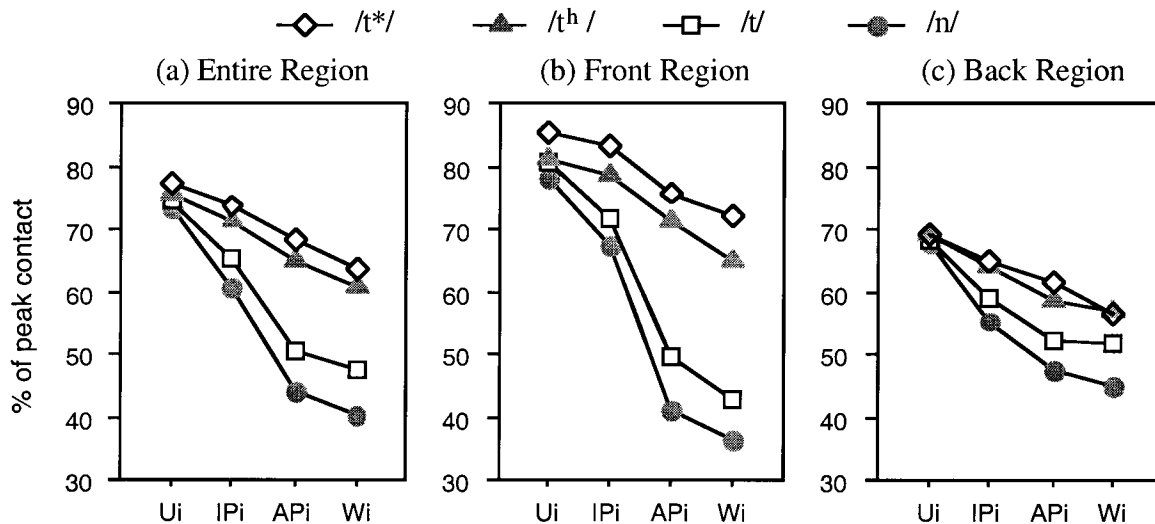 /t*/ /tʰ/ /t/ /n/
(a) Entire Region (b) Front Region (c) Back Region
% of peak contact
90 90 90
80 80 80
70 70 70
60 60 60
50 50 50
40 40 40
30 30 30
Ui IPi APi Wi Ui IPi APi Wi Ui IPi APi Wi